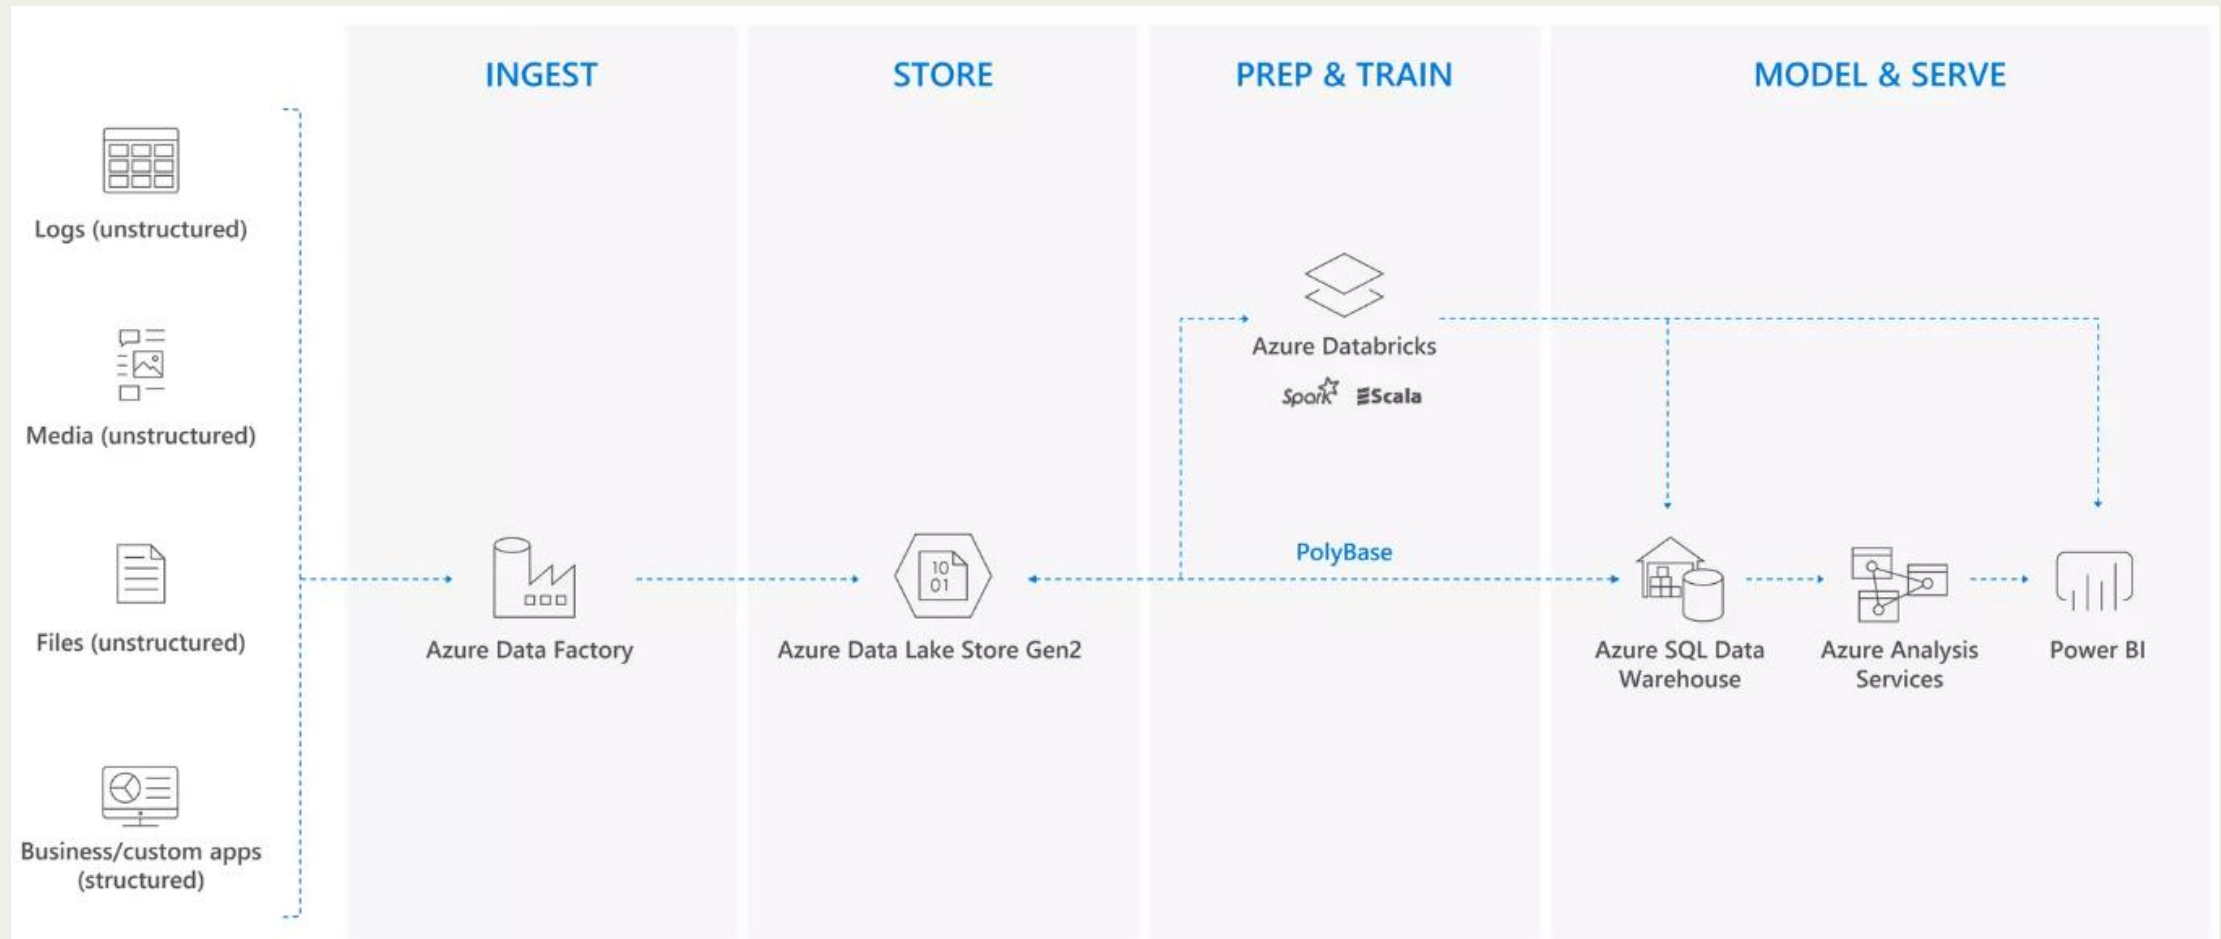 INGEST
STORE
PREP & TRAIN
MODEL & SERVE
Logs (unstructured)
Media (unstructured)
Files (unstructured)
Business/custom apps
(structured)
Azure Data Factory
10
01
Azure Data Lake Store Gen2
Azure Databricks
Spark Scala
PolyBase
Azure SQL Data
Warehouse
Azure Analysis
Services
Power BI